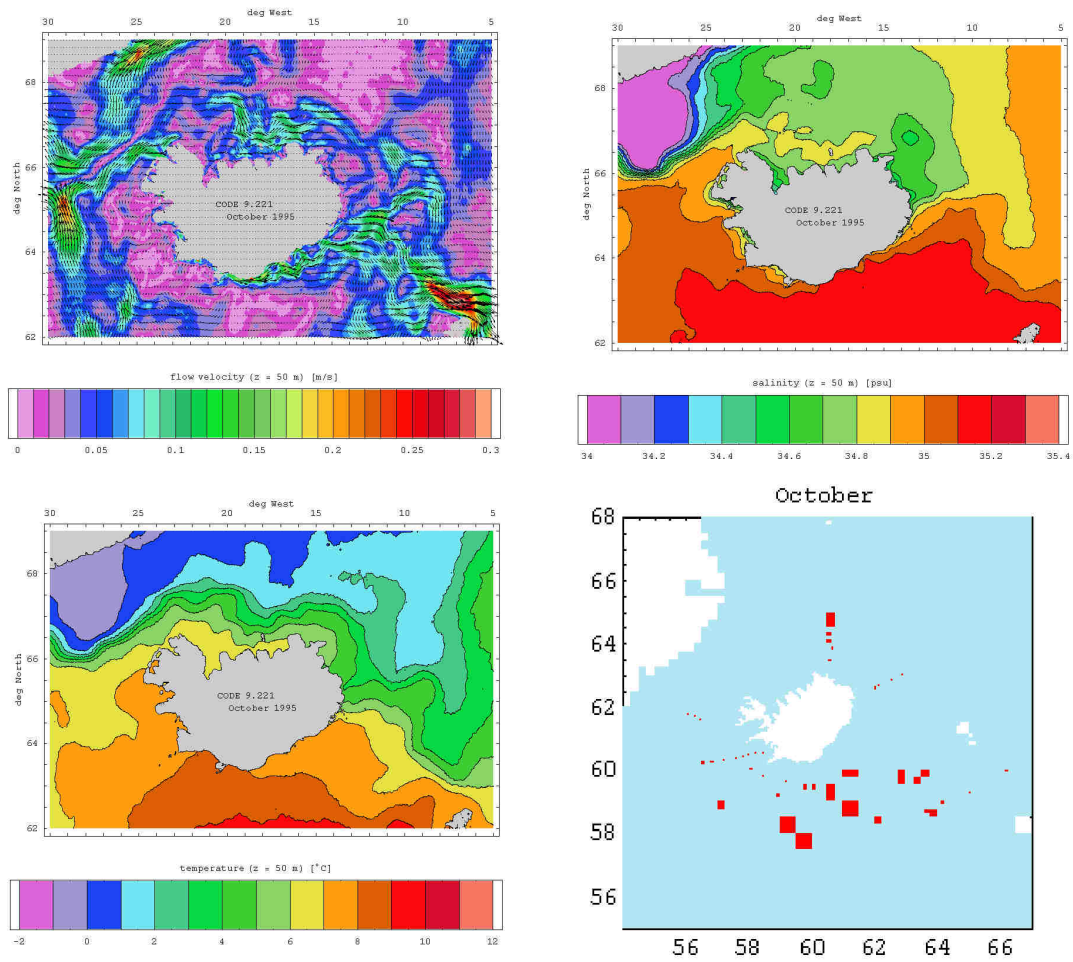 deg West
30 25 20 15 10 5
68
66
64
62
deg North
CODE 9.221
October 1995
flow velocity (z = 50 m) [m/s]
0 0.05 0.1 0.15 0.2 0.25 0.3
deg West
30 25 20 15 10 5
68
66
64
62
deg North
CODE 9.221
October 1995
salinity (z = 50 m) [psu]
34 34.2 34.4 34.6 34.8 35 35.2 35.4
deg West
30 25 20 15 10 5
68
66
64
62
deg North
CODE 9.221
October 1995
temperature (z = 50 m) [°C]
-2 0 2 4 6 8 10 12
October
68
66
64
62
60
58
56
56 58 60 62 64 66